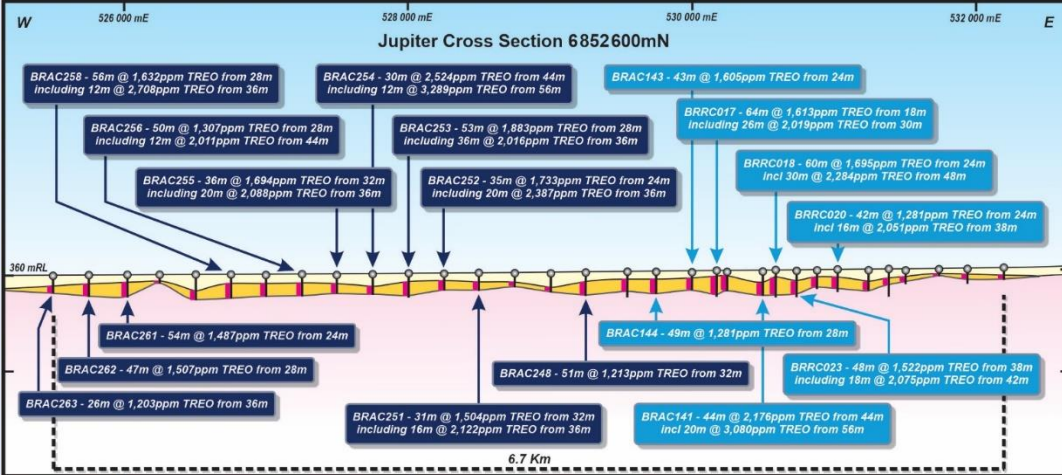 W
526 000 mE
528 000 mE
530 000 mE
532 000 mE
E
Jupiter Cross Section 6852600mN
BRAC258 - 56m @ 1,632ppm TREO from 28m
including 12m @ 2,708ppm TREO from 36m
BRAC254 - 30m @ 2,524ppm TREO from 44m
including 12m @ 3,289ppm TREO from 56m
BRAC143 - 43m @ 1,605ppm TREO from 24m
BRRC017 - 64m @ 1,613ppm TREO from 18m
including 26m @ 2,019ppm TREO from 30m
BRAC256 - 50m @ 1,307ppm TREO from 28m
including 12m @ 2,011ppm TREO from 44m
BRAC253 - 53m @ 1,883ppm TREO from 28m
including 36m @ 2,016ppm TREO from 36m
BRRC018 - 60m @ 1,695ppm TREO from 24m
incl 30m @ 2,284ppm TREO from 48m
BRAC255 - 36m @ 1,694ppm TREO from 32m
including 20m @ 2,088ppm TREO from 36m
BRAC252 - 35m @ 1,733ppm TREO from 24m
including 20m @ 2,387ppm TREO from 36m
BRRC020 - 42m @ 1,281ppm TREO from 24m
incl 16m @ 2,051ppm TREO from 38m
360 mRL
BRAC261 - 54m @ 1,487ppm TREO from 24m
BRAC144 - 49m @ 1,281ppm TREO from 28m
BRAC262 - 47m @ 1,507ppm TREO from 28m
BRAC248 - 51m @ 1,213ppm TREO from 32m
BRRC023 - 48m @ 1,522ppm TREO from 38m
including 18m @ 2,075ppm TREO from 42m
BRAC263 - 26m @ 1,203ppm TREO from 36m
BRAC251 - 31m @ 1,504ppm TREO from 32m
including 16m @ 2,122ppm TREO from 36m
BRAC141 - 44m @ 2,176ppm TREO from 44m
incl 20m @ 3,080ppm TREO from 56m
6.7 Km